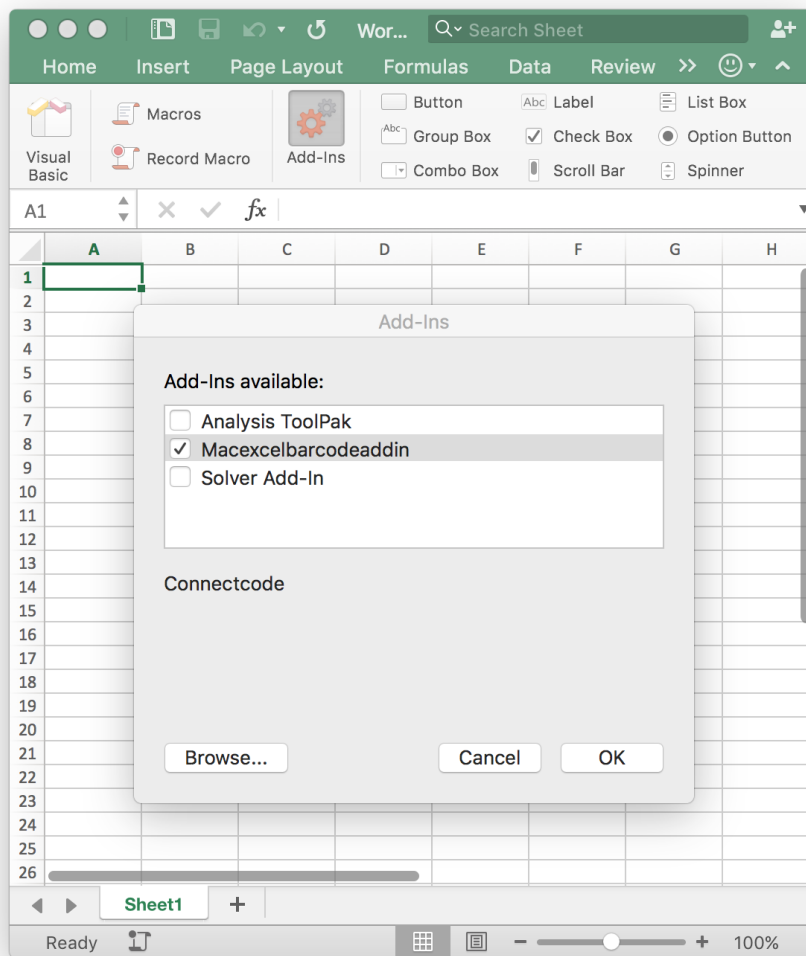 Wor...
Search Sheet
Home Insert Page Layout Formulas Data Review
Visual Basic
Macros
Record Macro
Add-Ins
Button
Abc Label
List Box
Abc Group Box
Check Box
Option Button
Combo Box
Scroll Bar
Spinner
A1
fx
A B C D E F G H
1
2
3
4
5
6
7
8
9
10
11
12
13
14
15
16
17
18
19
20
21
22
23
24
25
26
Add-Ins
Add-Ins available:
Analysis ToolPak
Macexcelbarcodeaddin
Solver Add-In
Connectcode
Browse... Cancel OK
Sheet1
Ready 100%